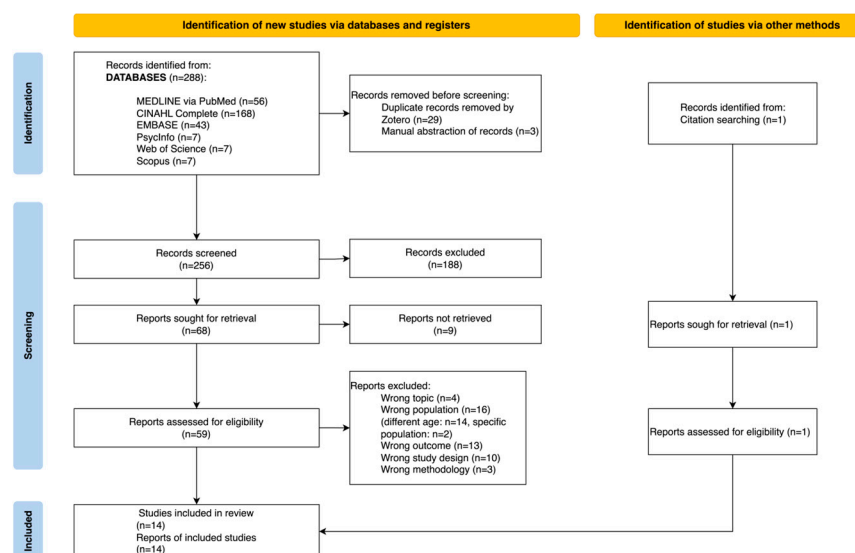 Identification of new studies via databases and registers
Identification of studies via other methods
Identification
Records identified from:
DATABASES (n=288):
MEDLINE via PubMed (n=56)
CINAHL Complete (n=168)
EMBASE (n=43)
PsycInfo (n=7)
Web of Science (n=7)
Scopus (n=7)
Records removed before screening:
Duplicate records removed by
Zotero (n=29)
Manual abstraction of records (n=3)
Records identified from:
Citation searching (n=1)
Screening
Records screened
(n=256)
Records excluded
(n=188)
Reports sought for retrieval
(n=68)
Reports not retrieved
(n=9)
Reports sough for retrieval (n=1)
Reports assessed for eligibility
(n=59)
Reports excluded:
Wrong topic (n=4)
Wrong population (n=16)
(different age: n=14, specific
population: n=2)
Wrong outcome (n=13)
Wrong study design (n=10)
Wrong methodology (n=3)
Reports assessed for eligibility (n=1)
Included
Studies included in review
(n=14)
Reports of included studies
(n=14)